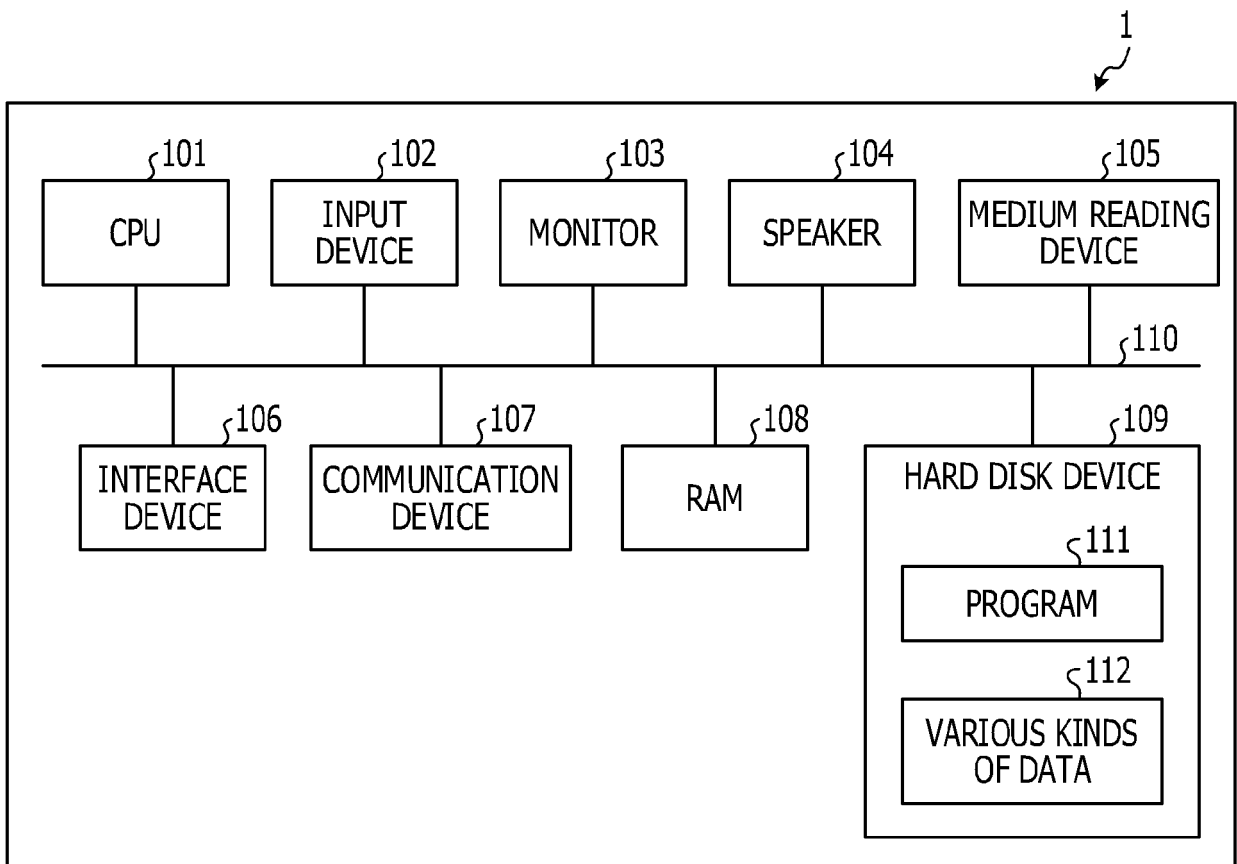 1
101
102
103
104
105
CPU
INPUT
DEVICE
MONITOR
SPEAKER
MEDIUM READING
DEVICE
110
106
107
108
109
INTERFACE
DEVICE
COMMUNICATION
DEVICE
RAM
HARD DISK DEVICE
111
PROGRAM
112
VARIOUS KINDS
OF DATA